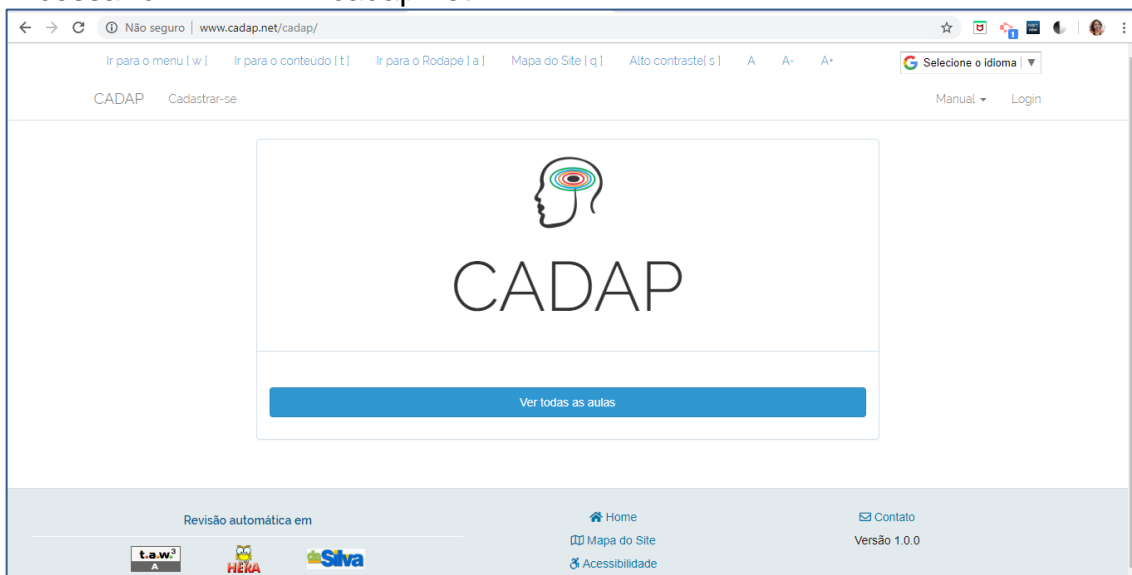 Não seguro | www.cadap.net/cadap/
Ir para o menu [ w ] Ir para o conteúdo [ t ] Ir para o Rodapé [ a ] Mapa do Site [ q ] Alto contraste[ s ] A A- A+ Selecione o idioma
CADAP Cadastrar-se Manual Login
CADAP
Ver todas as aulas
Revisão automática em
t.a.w.3
A
HERA
daSilva
Home
Mapa do Site
Acessibilidade
Contato
Versão 1.0.0